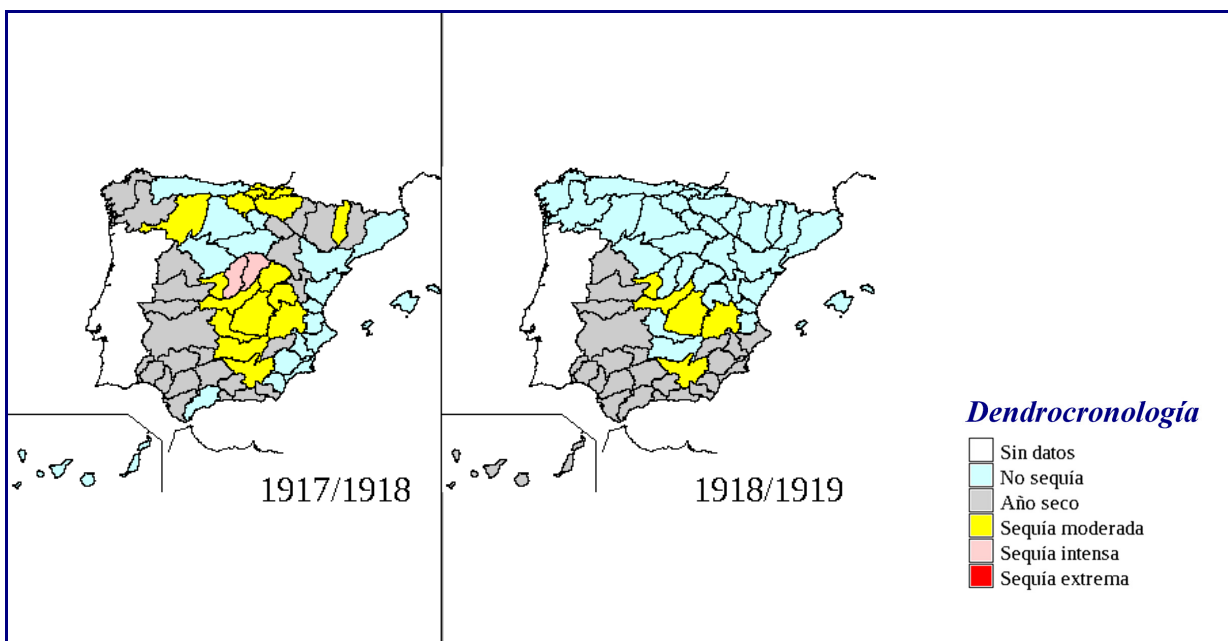 1917/1918
1918/1919
Dendrocronología
Sin datos
No sequía
Año seco
Sequía moderada
Sequía intensa
Sequía extrema